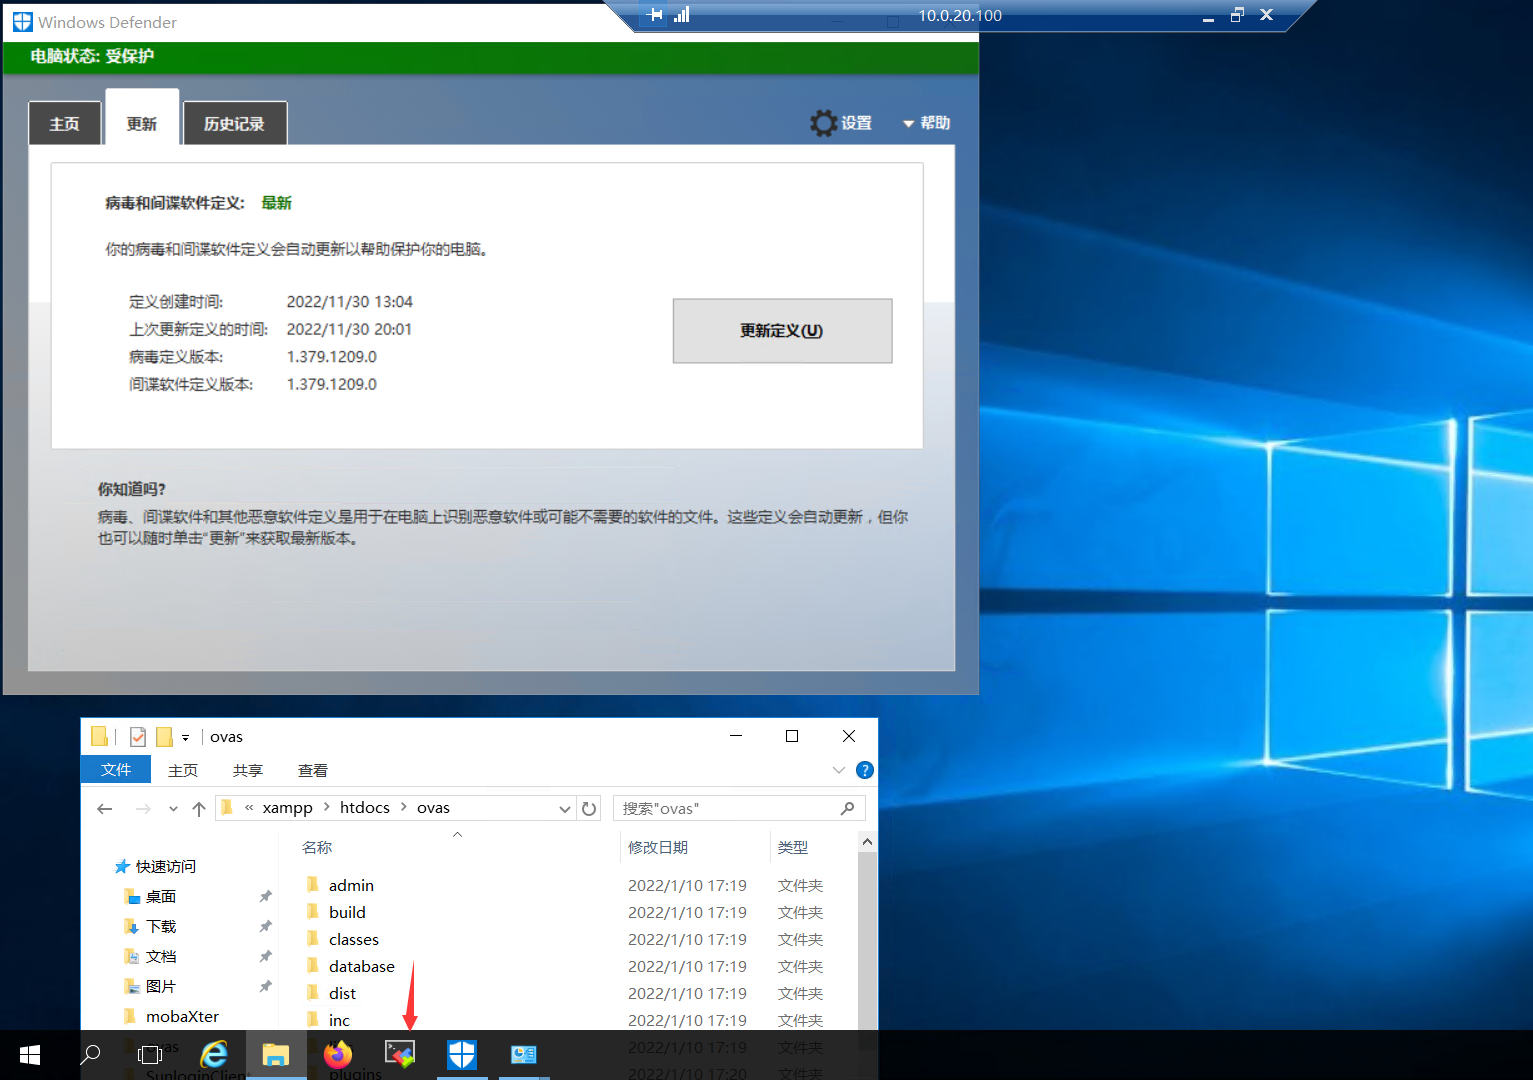 Windows Defender
10.0.20.100
电脑状态: 受保护
主页
更新
历史记录
设置
帮助
病毒和间谍软件定义: 最新
你的病毒和间谍软件定义会自动更新以帮助保护你的电脑。
定义创建时间: 2022/11/30 13:04
上次更新定义的时间: 2022/11/30 20:01
病毒定义版本: 1.379.1209.0
间谍软件定义版本: 1.379.1209.0
更新定义(U)
你知道吗?
病毒、间谍软件和其他恶意软件定义是用于在电脑上识别恶意软件或可能不需要的软件的文件。这些定义会自动更新，但你
也可以随时单击“更新”来获取最新版本。
ovas
文件 主页 共享 查看
« xampp > htdocs > ovas
搜索"ovas"
名称 修改日期 类型
快速访问
桌面
下载
文档
图片
mobaXter
ovas
SunloginClient
admin 2022/1/10 17:19 文件夹
build 2022/1/10 17:19 文件夹
classes 2022/1/10 17:19 文件夹
database 2022/1/10 17:19 文件夹
dist 2022/1/10 17:19 文件夹
inc 2022/1/10 17:19 文件夹
2022/1/10 17:19 文件夹
plugins 2022/1/10 17:20 文件夹